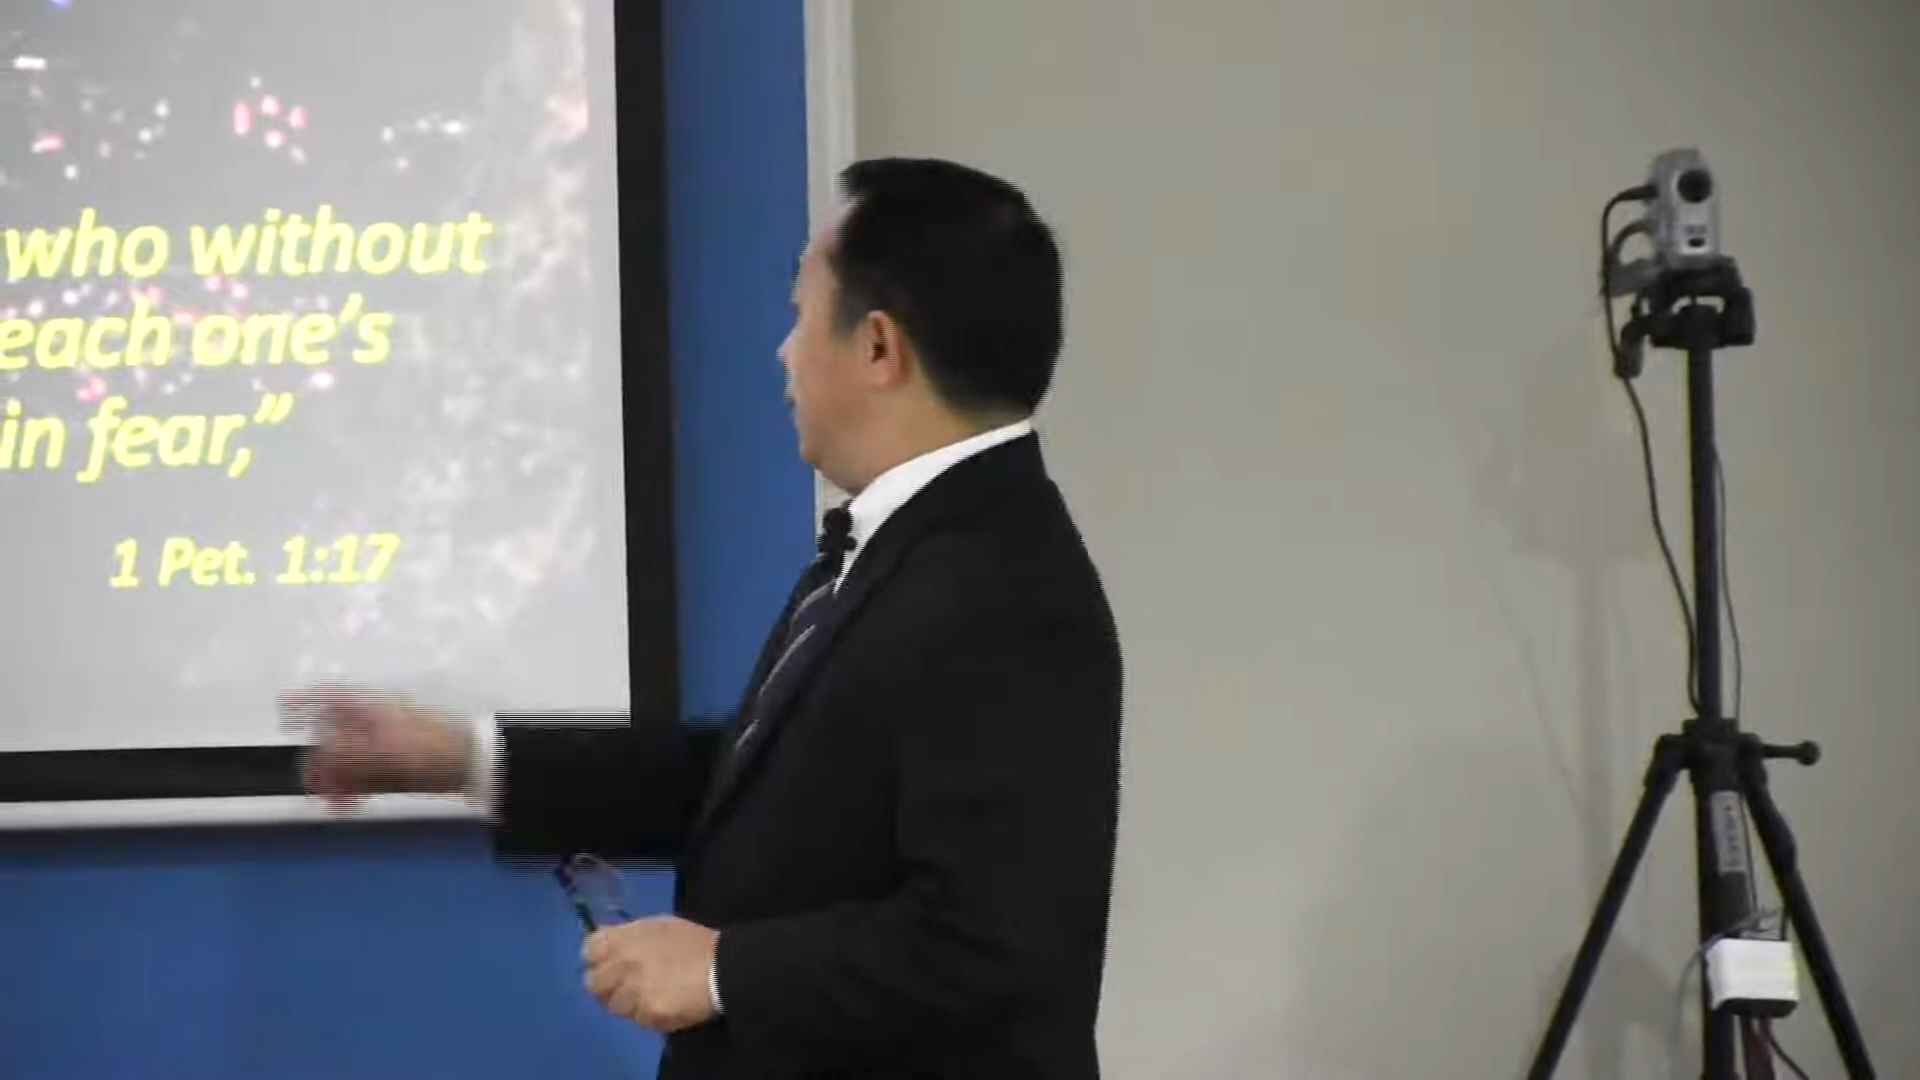 who without
each one's
in fear,”
1 Pet. 1:17